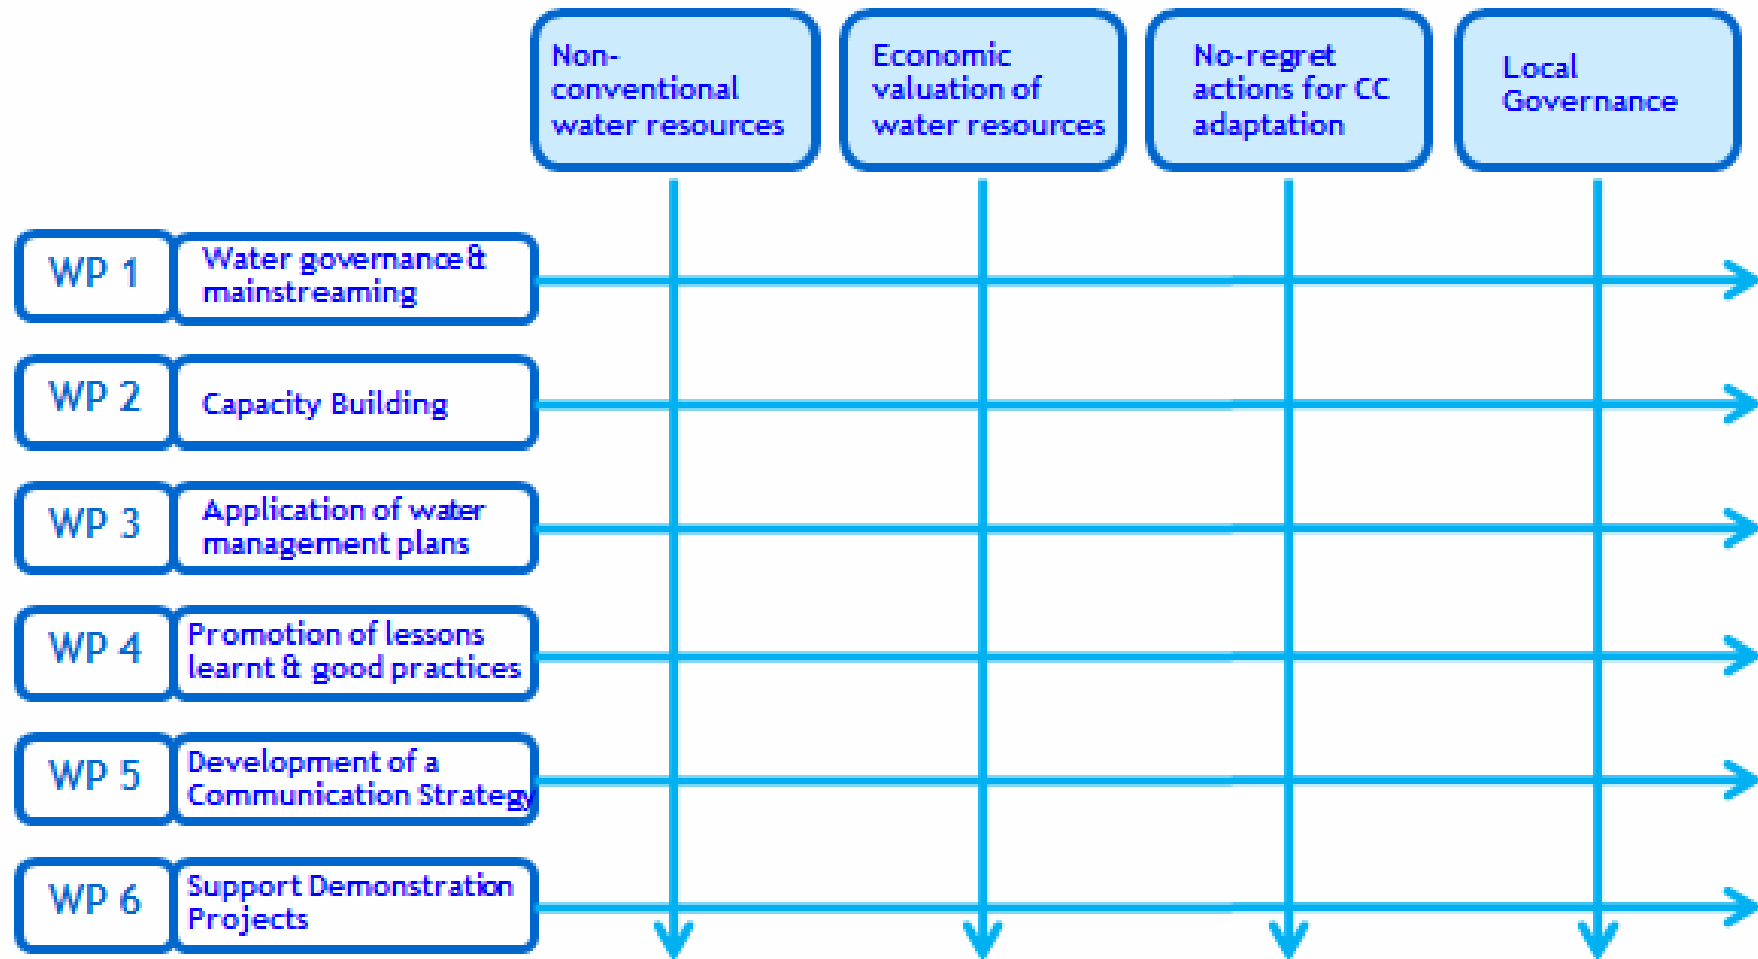 Non-
conventional
water resources
Economic
valuation of
water resources
No-regret
actions for CC
adaptation
Local
Governance
WP 1
Water governance &
mainstreaming
WP 2
Capacity Building
WP 3
Application of water
management plans
WP 4
Promotion of lessons
learnt & good practices
WP 5
Development of a
Communication Strategy
WP 6
Support Demonstration
Projects